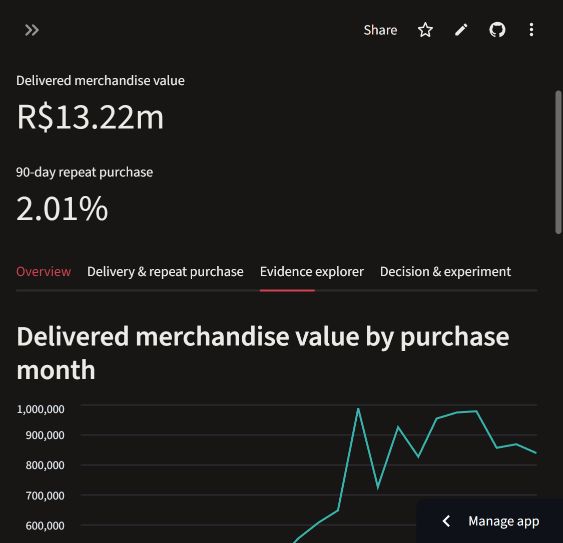 Share
Delivered merchandise value
R$13.22m
90-day repeat purchase
2.01%
Overview Delivery & repeat purchase Evidence explorer Decision & experiment
Delivered merchandise value by purchase
month
1,000,000
900,000
800,000
700,000
600,000
Manage app